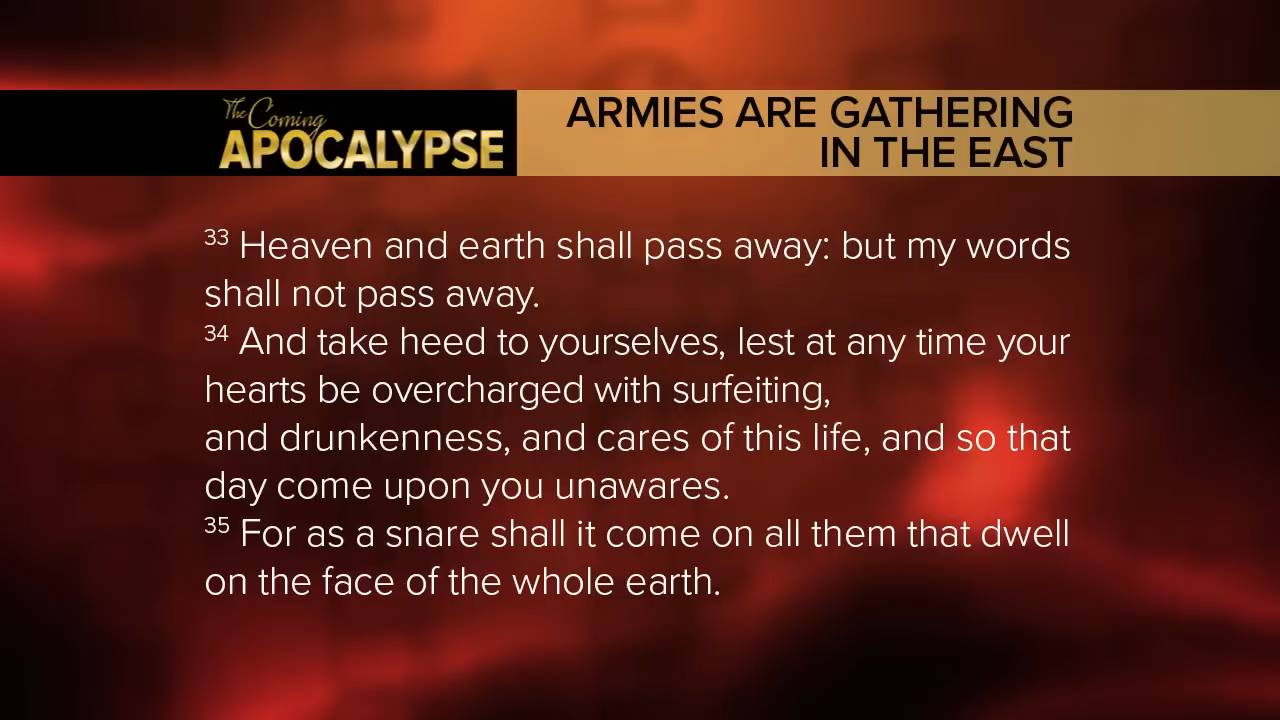 The Coming
APOCALYPSE
ARMIES ARE GATHERING
IN THE EAST
33 Heaven and earth shall pass away: but my words
shall not pass away.
34 And take heed to yourselves, lest at any time your
hearts be overcharged with surfeiting,
and drunkenness, and cares of this life, and so that
day come upon you unawares.
35 For as a snare shall it come on all them that dwell
on the face of the whole earth.